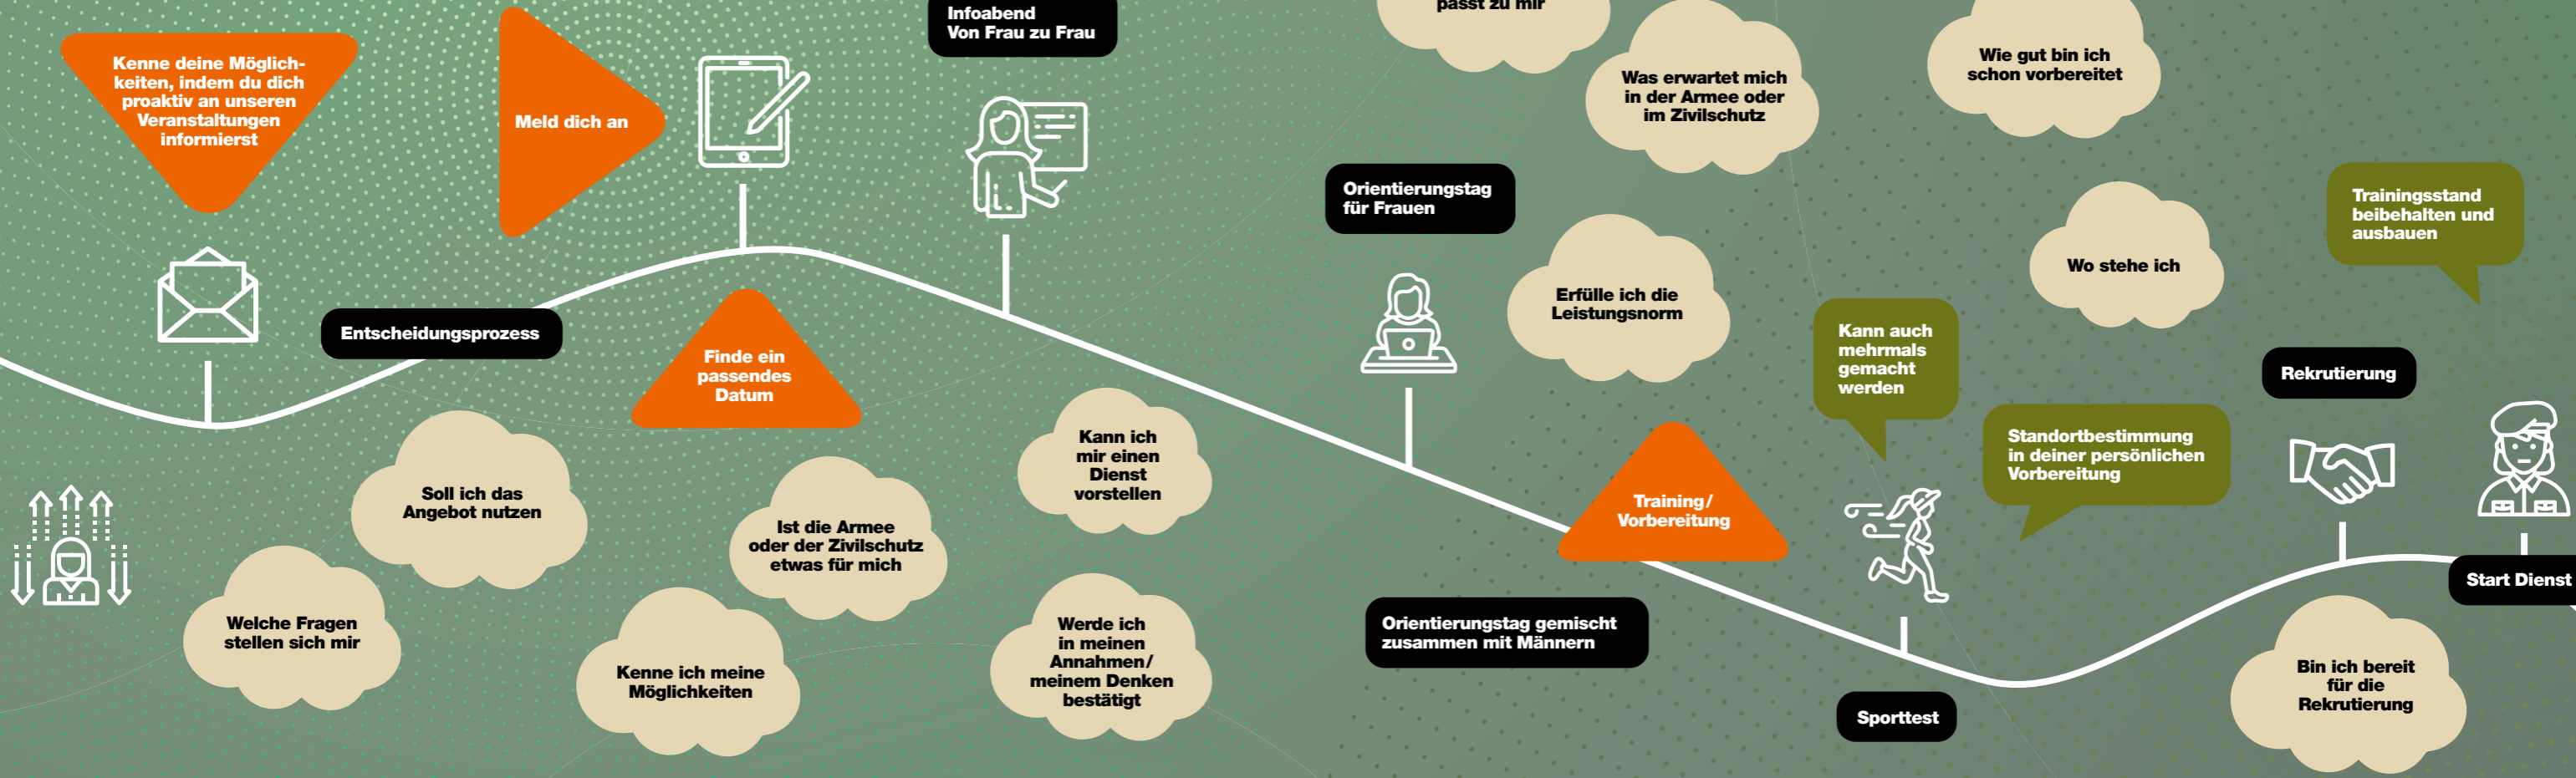 Kenne deine Möglich-
keiten, indem du dich
proaktiv an unseren
Veranstaltungen
informierst
Meld dich an
Infoabend
Von Frau zu Frau
Entscheidungsprozess
Finde ein
passendes
Datum
Soll ich das
Angebot nutzen
Welche Fragen
stellen sich mir
Ist die Armee
oder der Zivilschutz
etwas für mich
Kenne ich meine
Möglichkeiten
Kann ich
mir einen
Dienst
vorstellen
Werde ich
in meinen
Annahmen/
meinem Denken
bestätigt
passt zu mir
Was erwartet mich
in der Armee oder
im Zivilschutz
Orientierungstag
für Frauen
Erfülle ich die
Leistungsnorm
Training/
Vorbereitung
Orientierungstag gemischt
zusammen mit Männern
Wie gut bin ich
schon vorbereitet
Wo stehe ich
Kann auch
mehrmals
gemacht
werden
Standortbestimmung
in deiner persönlichen
Vorbereitung
Sporttest
Trainingsstand
beibehalten und
ausbauen
Rekrutierung
Start Dienst
Bin ich bereit
für die
Rekrutierung